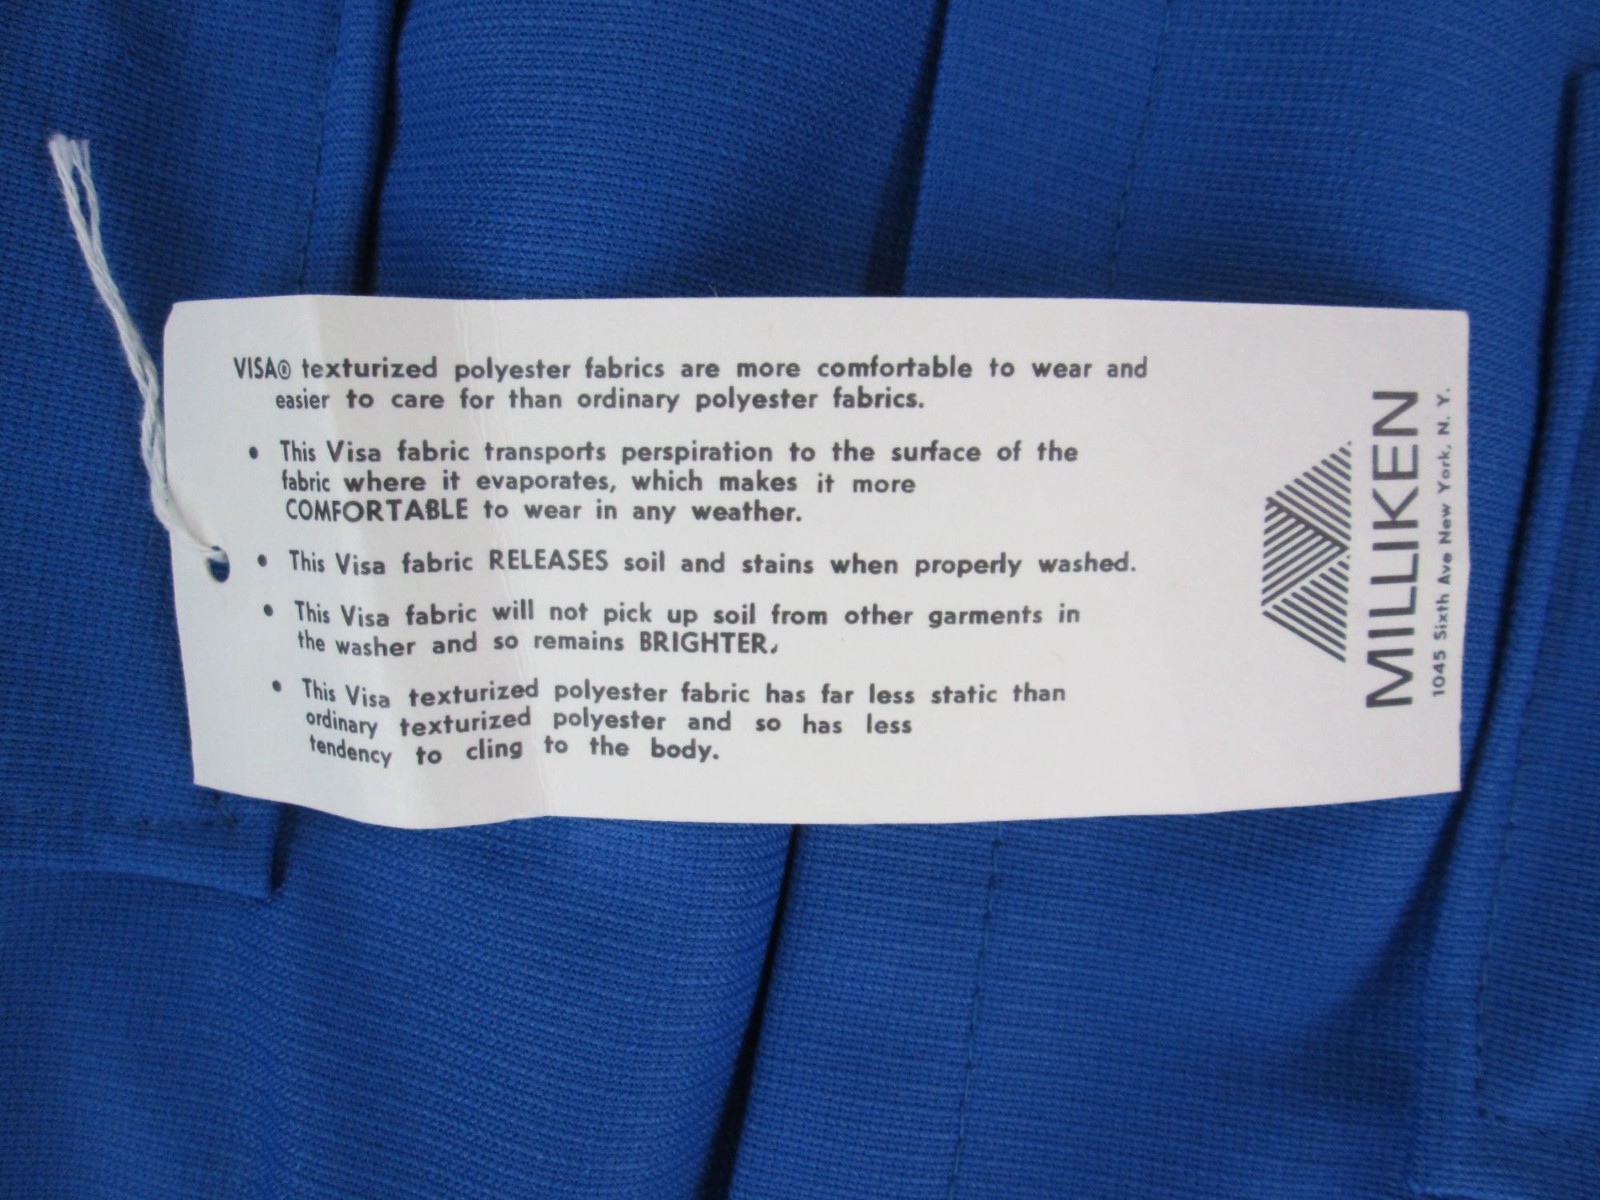 VISA® texturized polyester fabrics are more comfortable to wear and
easier to care for than ordinary polyester fabrics.
• This Visa fabric transports perspiration to the surface of the
fabric where it evaporates, which makes it more
COMFORTABLE to wear in any weather.
• This Visa fabric RELEASES soil and stains when properly washed.
• This Visa fabric will not pick up soil from other garments in
the washer and so remains BRIGHTER.
• This Visa texturized polyester fabric has far less static than
ordinary texturized polyester and so has less
tendency to cling to the body.
MILLIKEN
1045 Sixth Ave New York, N. Y.